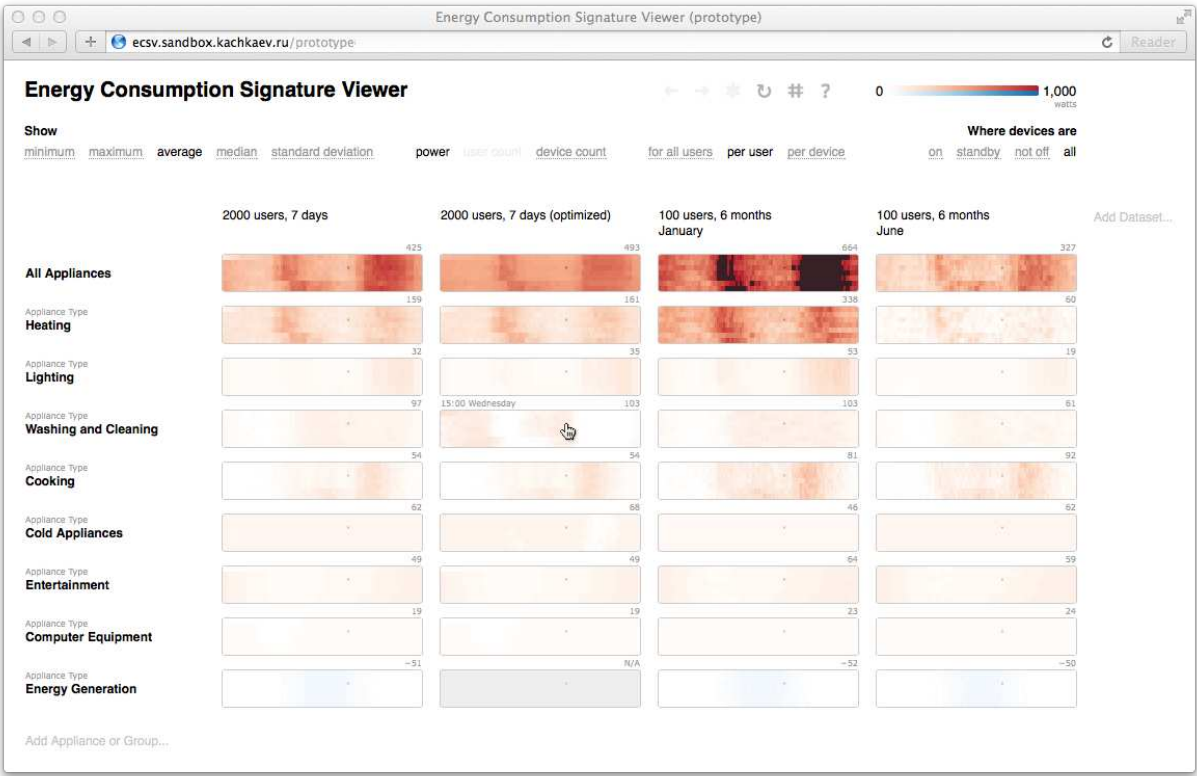 Energy Consumption Signature Viewer (prototype)
ecsv.sandbox.kachkaev.ru/prototype
Reader
Energy Consumption Signature Viewer
# ?
0 1,000
watts
Show
Where devices are
minimum maximum average median standard deviation power user count device count for all users per user per device on standby not off all
2000 users, 7 days
2000 users, 7 days (optimized)
100 users, 6 months
January
100 users, 6 months
June
Add Dataset...
425 493 664 327
All Appliances
159 161 338 60
Appliance Type
Heating
32 35 53 19
Appliance Type
Lighting
97 15:00 Wednesday 103 103 61
Appliance Type
Washing and Cleaning
54 54 81 92
Appliance Type
Cooking
62 68 46 62
Appliance Type
Cold Appliances
49 49 64 59
Appliance Type
Entertainment
19 19 23 24
Appliance Type
Computer Equipment
−51 N/A −52 −50
Appliance Type
Energy Generation
Add Appliance or Group...